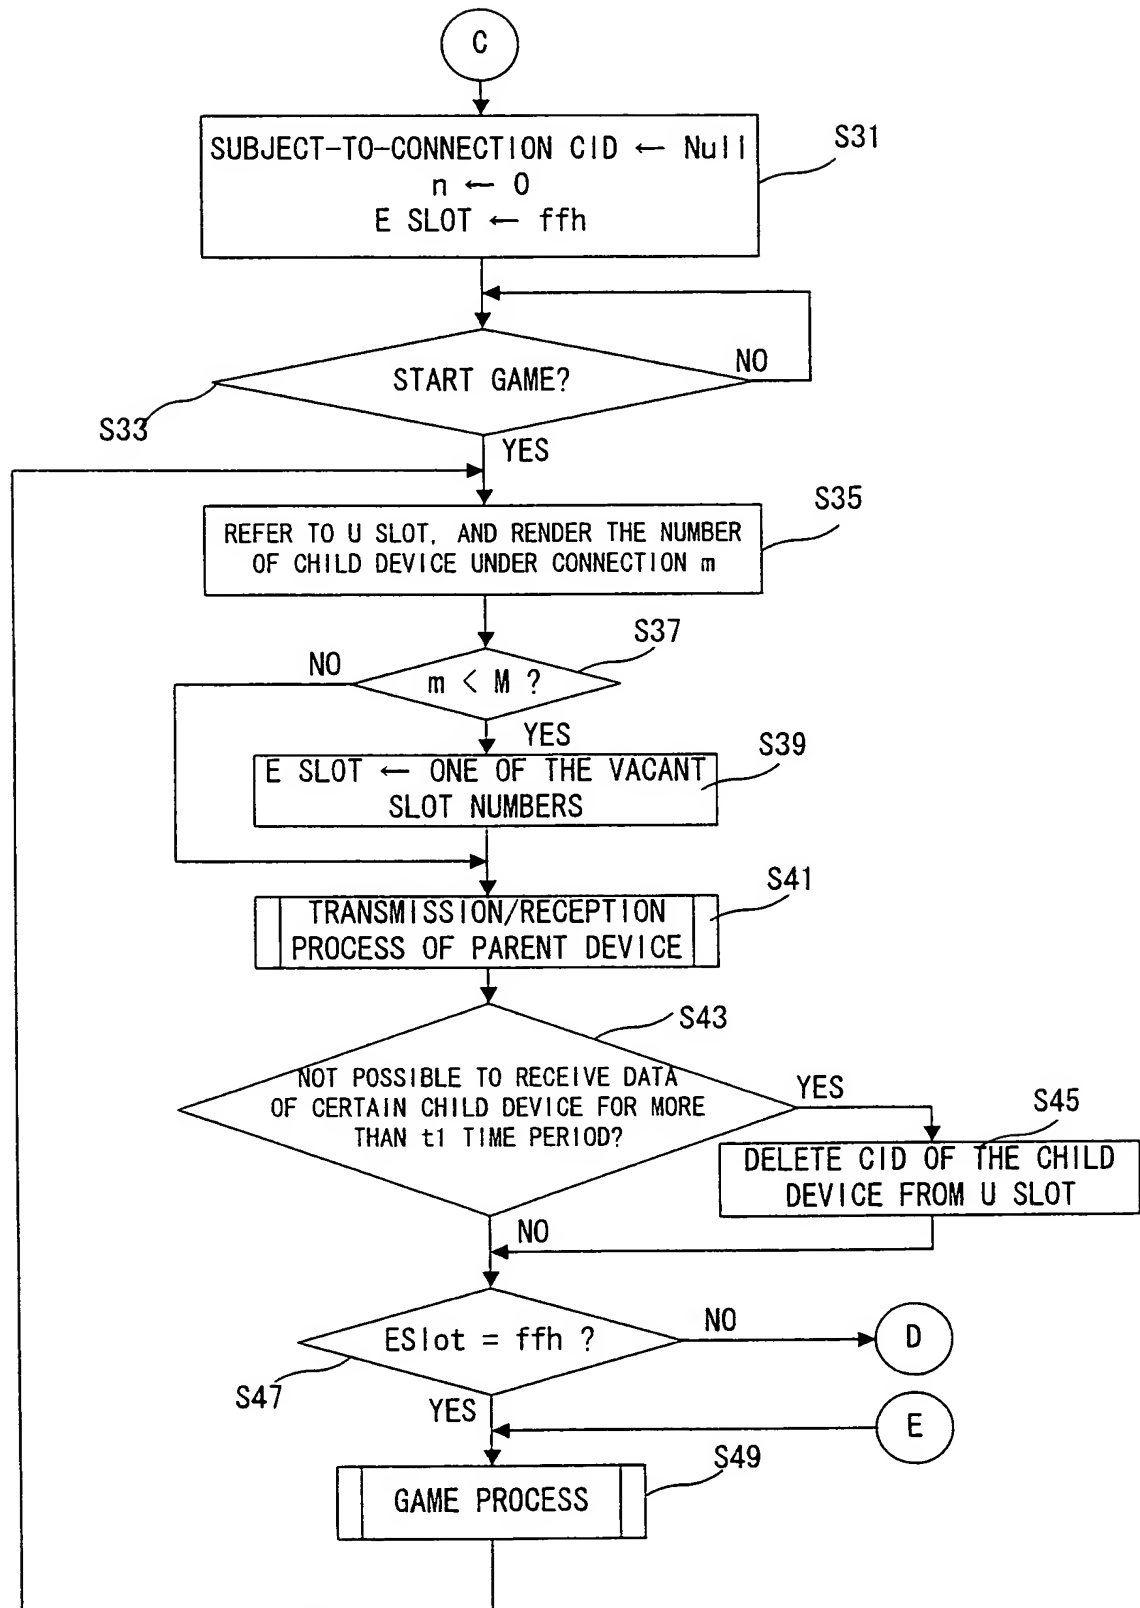 C
SUBJECT-TO-CONNECTION CID ← Null
n ← 0
E SLOT ← ffh
S31
START GAME?
NO
S33
YES
S35
REFER TO U SLOT, AND RENDER THE NUMBER
OF CHILD DEVICE UNDER CONNECTION m
S37
NO
m < M ?
YES
S39
E SLOT ← ONE OF THE VACANT
SLOT NUMBERS
S41
TRANSMISSION/RECEPTION
PROCESS OF PARENT DEVICE
S43
NOT POSSIBLE TO RECEIVE DATA
OF CERTAIN CHILD DEVICE FOR MORE
THAN t1 TIME PERIOD?
YES
S45
DELETE CID OF THE CHILD
DEVICE FROM U SLOT
NO
ESlot = ffh ?
NO
D
S47
YES
E
S49
GAME PROCESS